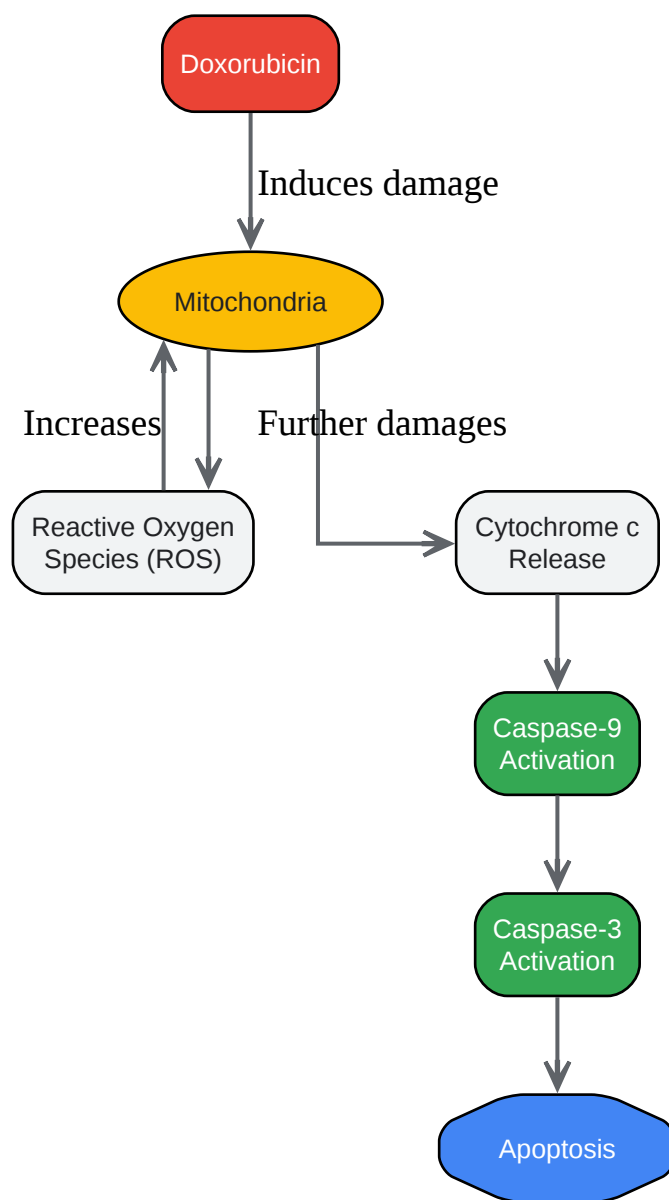 Doxorubicin
Induces damage
Mitochondria
Increases
Further damages
Reactive Oxygen
Species (ROS)
Cytochrome c
Release
Caspase-9
Activation
Caspase-3
Activation
Apoptosis